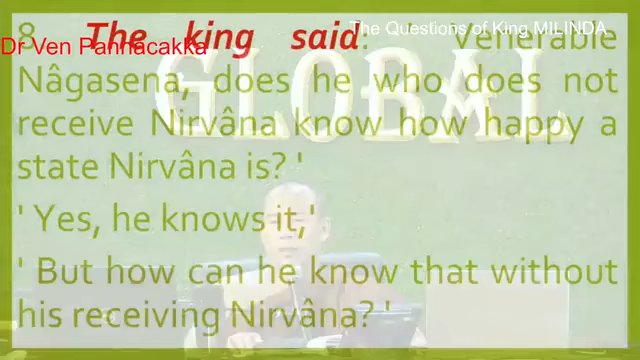 The Questions of King MILINDA
Dr Ven Pannacakka
8 The king said: ' Venerable
Nâgasena, does he who does not
receive Nirvâna know how happy a
state Nirvâna is? '
' Yes, he knows it,'
' But how can he know that without
his receiving Nirvâna? '
GLOBAL